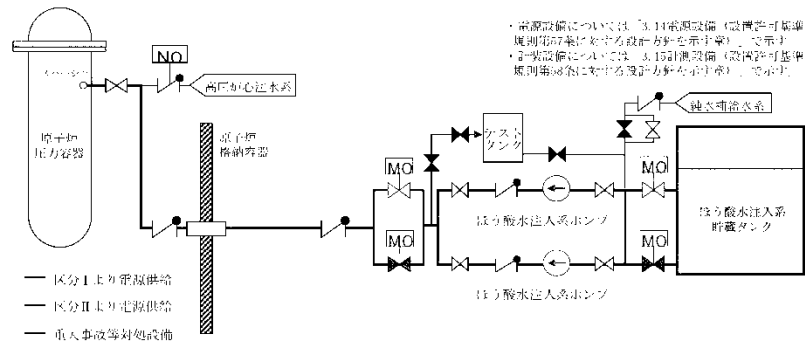 ・電源設備については「3.14電源設備（設置許可基準
規則第57条に対する設計方針を示す章）」で示す
・計装設備については「3.15計測設備（設置許可基準
規則第58条に対する設計方針を示す章）」で示す。
NO
高圧炉心注水系
純水補給水系
スパージャ
テスト
タンク
原子炉
圧力容器
原子炉
格納容器
MO
MO
MO
MO
ほう酸水注入系ポンプ
ほう酸水注入系
貯蔵タンク
ほう酸水注入系ポンプ
区分Ⅰより電源供給
区分Ⅱより電源供給
重大事故等対処設備